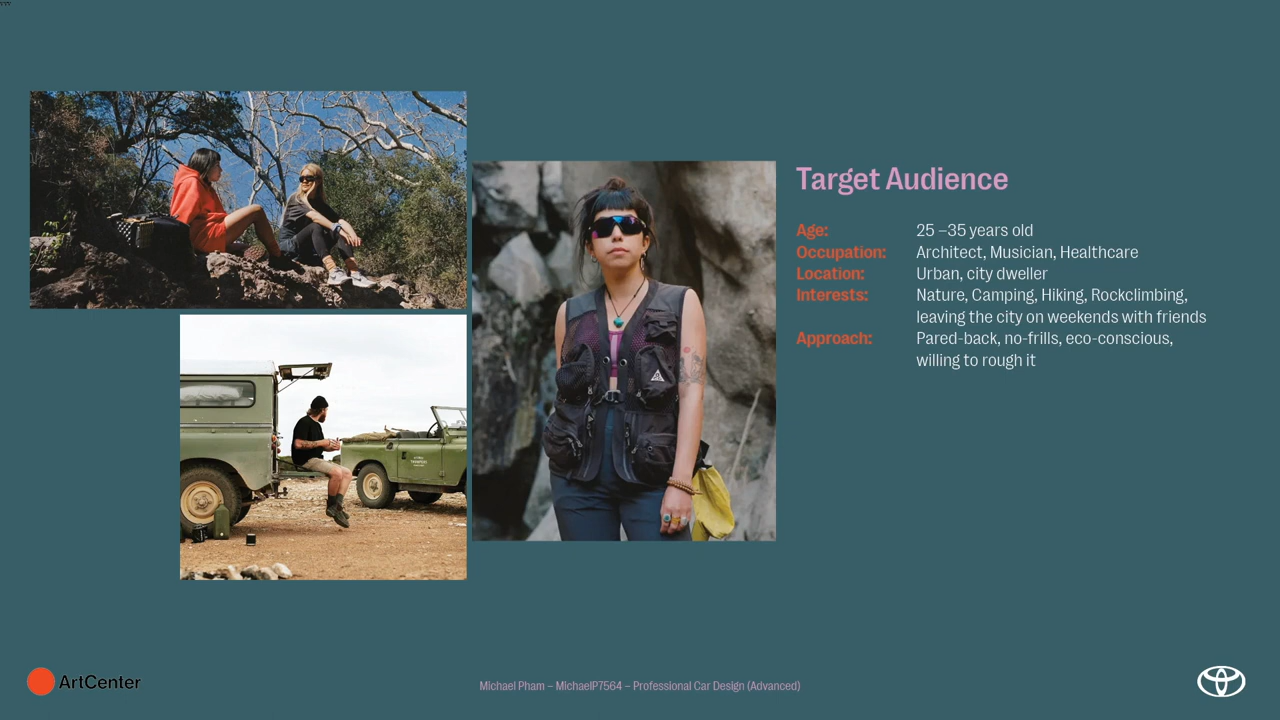 Target Audience
Age: 25 –35 years old
Occupation: Architect, Musician, Healthcare
Location: Urban, city dweller
Interests: Nature, Camping, Hiking, Rockclimbing,
leaving the city on weekends with friends
Approach: Pared-back, no-frills, eco-conscious,
willing to rough it
ArtCenter
Michael Pham – MichaelP7564 – Professional Car Design (Advanced)